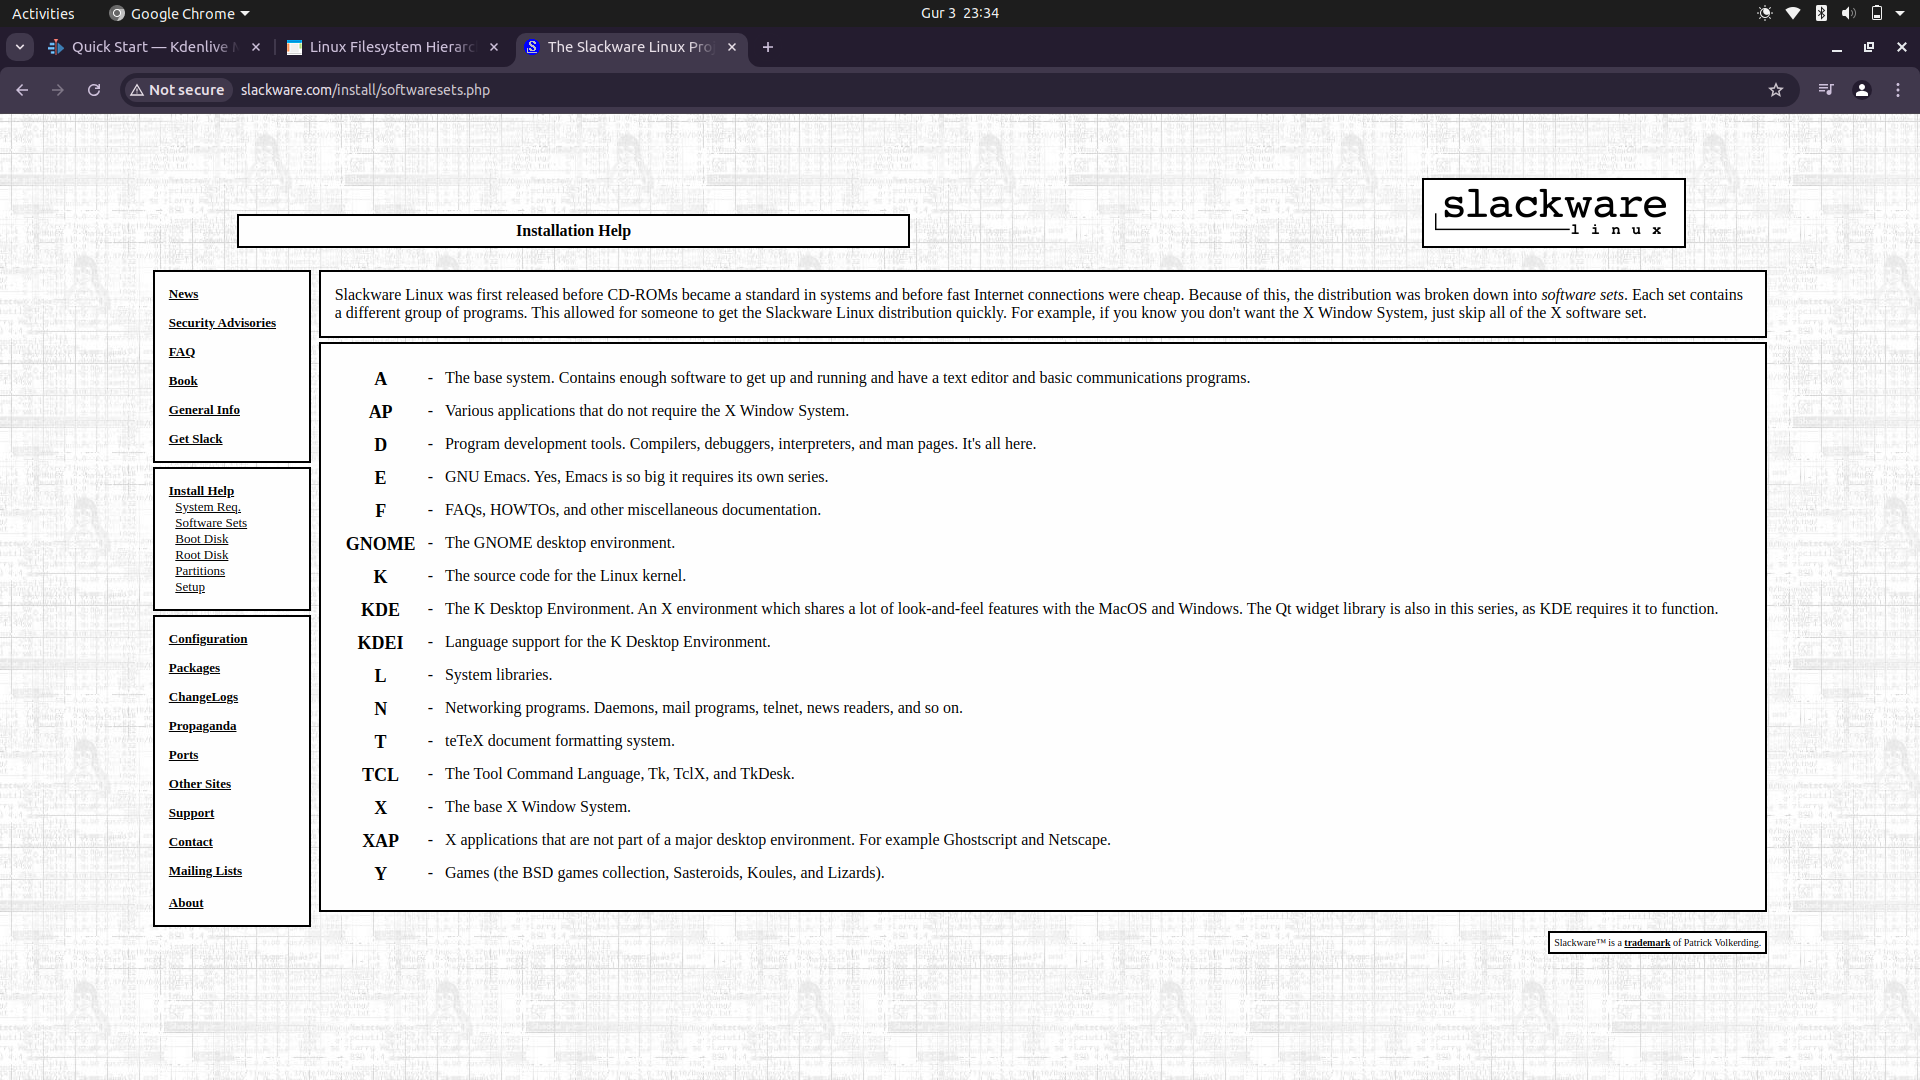 Activities
Google Chrome
Gur 3 23:34
Quick Start — Kdenlive
Linux Filesystem Hierarc
The Slackware Linux Pro
Not secure
slackware.com/install/softwaresets.php
Installation Help
slackware
linux
News
Security Advisories
FAQ
Book
General Info
Get Slack
Install Help
System Req.
Software Sets
Boot Disk
Root Disk
Partitions
Setup
Configuration
Packages
ChangeLogs
Propaganda
Ports
Other Sites
Support
Contact
Mailing Lists
About
Slackware Linux was first released before CD-ROMs became a standard in systems and before fast Internet connections were cheap. Because of this, the distribution was broken down into software sets. Each set contains
a different group of programs. This allowed for someone to get the Slackware Linux distribution quickly. For example, if you know you don't want the X Window System, just skip all of the X software set.
A - The base system. Contains enough software to get up and running and have a text editor and basic communications programs.
AP - Various applications that do not require the X Window System.
D - Program development tools. Compilers, debuggers, interpreters, and man pages. It's all here.
E - GNU Emacs. Yes, Emacs is so big it requires its own series.
F - FAQs, HOWTOs, and other miscellaneous documentation.
GNOME - The GNOME desktop environment.
K - The source code for the Linux kernel.
KDE - The K Desktop Environment. An X environment which shares a lot of look-and-feel features with the MacOS and Windows. The Qt widget library is also in this series, as KDE requires it to function.
KDEI - Language support for the K Desktop Environment.
L - System libraries.
N - Networking programs. Daemons, mail programs, telnet, news readers, and so on.
T - teTeX document formatting system.
TCL - The Tool Command Language, Tk, TclX, and TkDesk.
X - The base X Window System.
XAP - X applications that are not part of a major desktop environment. For example Ghostscript and Netscape.
Y - Games (the BSD games collection, Sasteroids, Koules, and Lizards).
Slackware™ is a trademark of Patrick Volkerding.